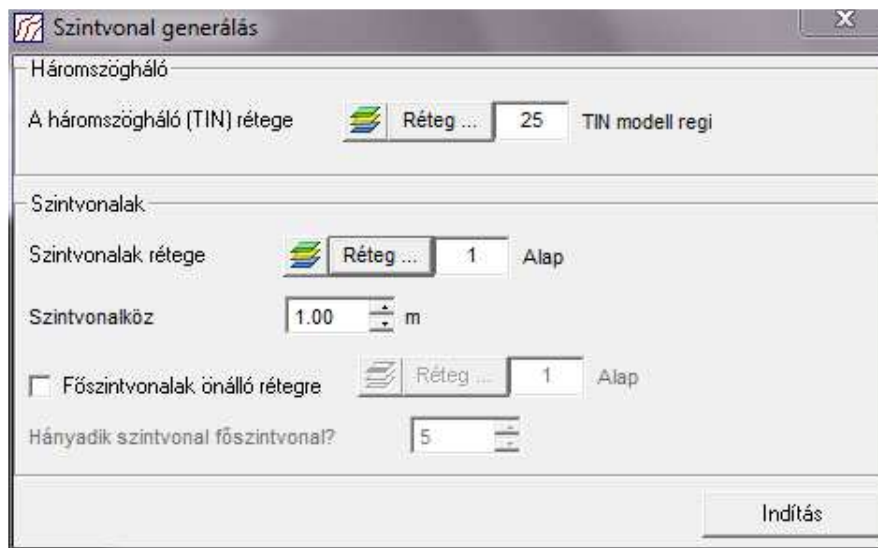 Szintvonal generálás
Háromszögháló
A háromszögháló (TIN) rétege Réteg ... 25 TIN modell regi
Szintvonalak
Szintvonalak rétege Réteg ... 1 Alap
Szintvonalköz 1.00 m
Főszintvonalak önálló rétegre Réteg ... 1 Alap
Hányadik szintvonal főszintvonal? 5
Indítás